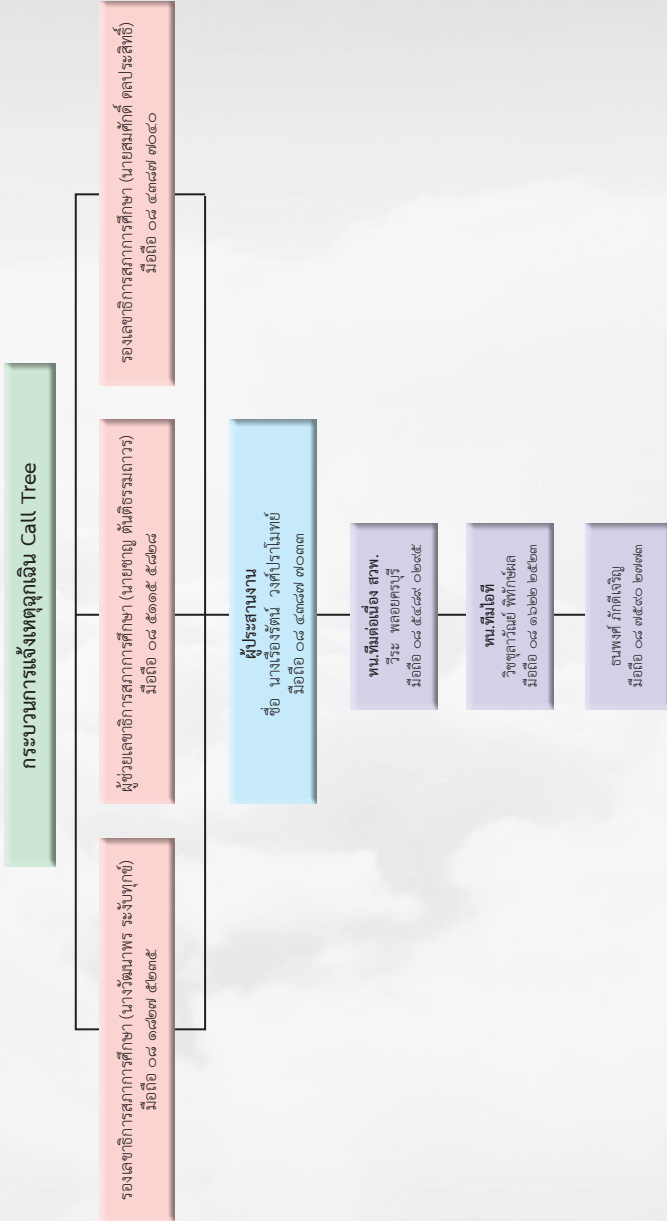 กระบวนการแจ้งเหตุฉุกเฉิน Call Tree
รองเลขาธิการสภาการศึกษา (นางวัฒนาพร ระงับทุกข์)
มือถือ ๐๘ ๑๘๒๗ ๕๒๓๕
ผู้ช่วยเลขาธิการสภาการศึกษา (นายชาญ ตันติธรรมถาวร)
มือถือ ๐๘ ๕๑๑๕ ๕๘๒๘
รองเลขาธิการสภาการศึกษา (นายสมศักดิ์ ดลประสิทธิ์)
มือถือ ๐๘ ๔๓๘๗ ๗๐๔๐
ผู้ประสานงาน
ชื่อ นางเรืองรัตน์ วงศ์ปราโมทย์
มือถือ ๐๘ ๔๓๘๗ ๗๐๓๓
หน.ทีมต่อเนื่อง สวพ.
วีระ พลอยครบุรี
มือถือ ๐๘ ๕๔๘๙ ๐๒๙๕
หน.ทีมไอที
วิชชุลาวัณย์ พิทักษ์ผล
มือถือ ๐๘ ๑๖๒๒ ๒๕๒๓
ธนพงศ์ ภักดีเจริญ
มือถือ ๐๘ ๗๕๙๐ ๒๗๗๓